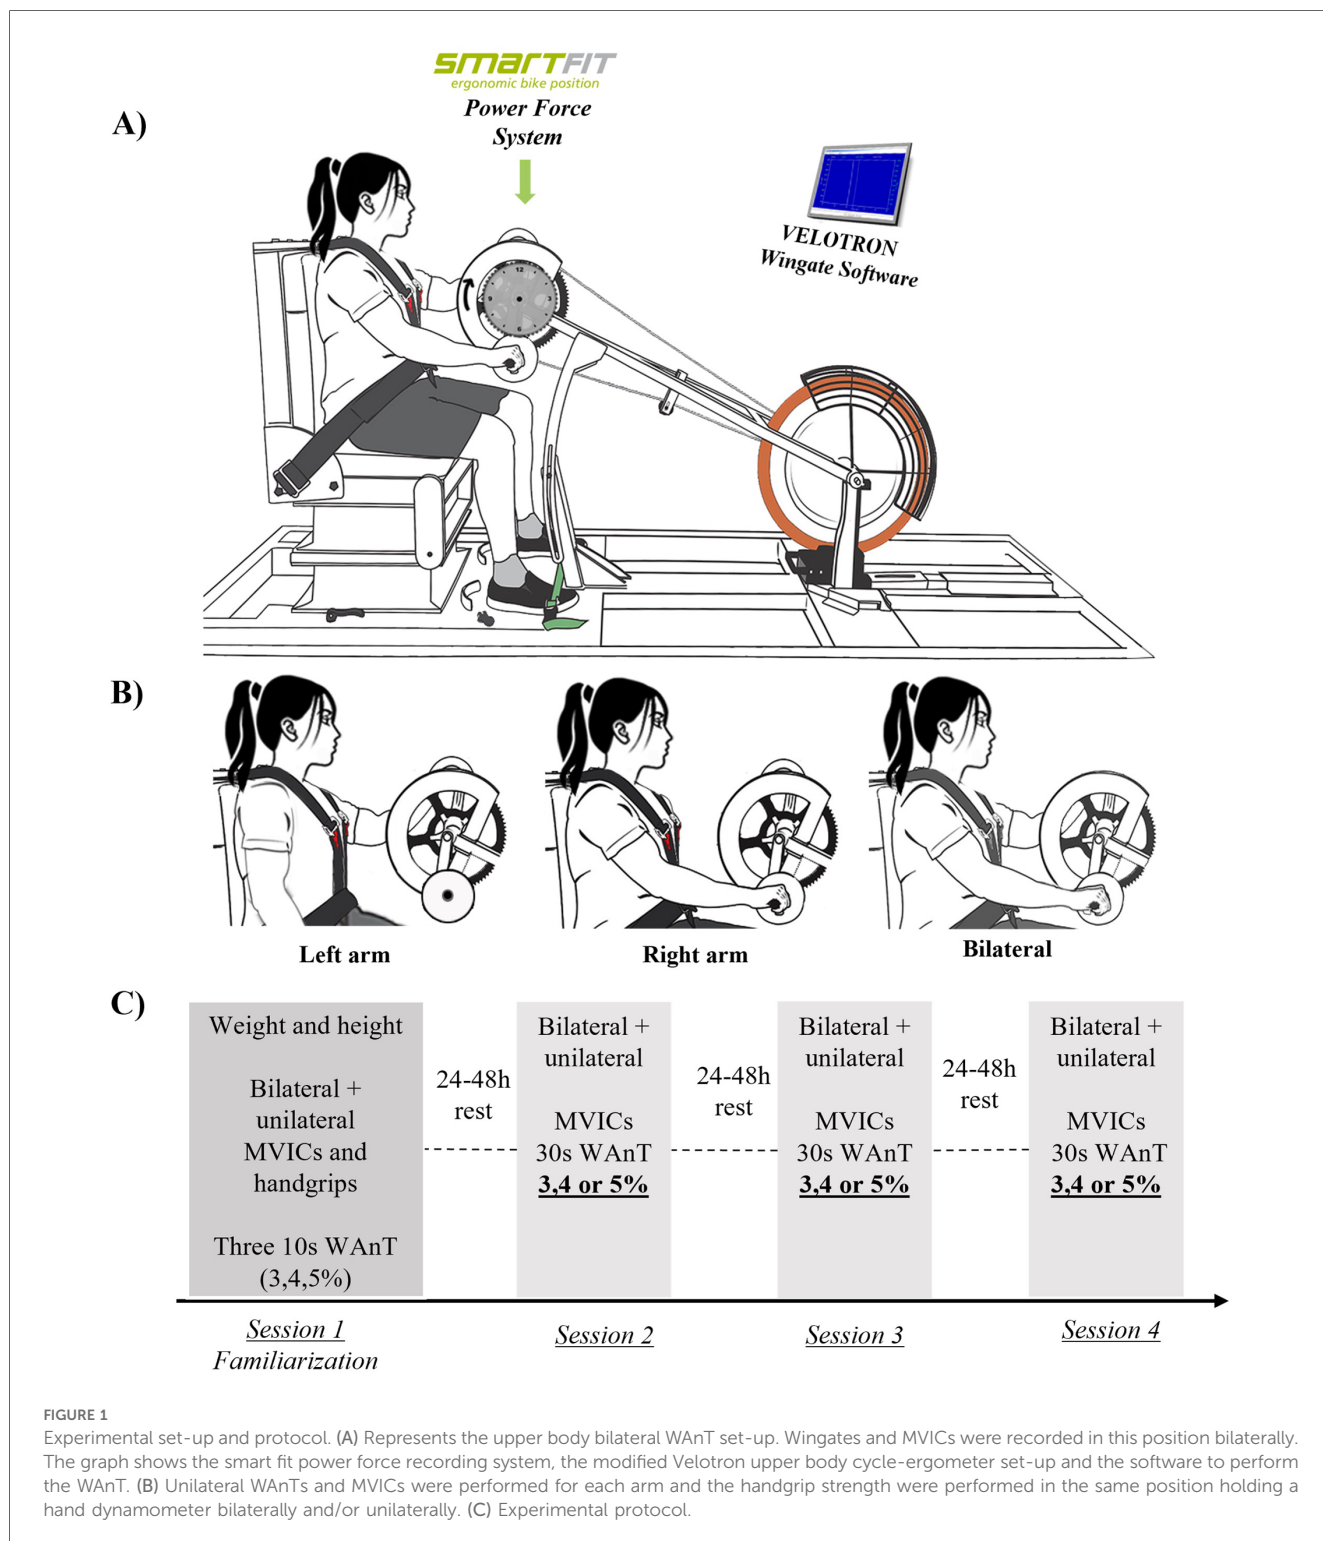 smartFIT
ergonomic bike position
Power Force
System
A)
VELOTRON
Wingate Software
12
3
6
9
B)
Left arm
Right arm
Bilateral
C)
Weight and height
Bilateral +
unilateral
MVICs and
handgrips
Three 10s WAnT
(3,4,5%)
24-48h
rest
Bilateral +
unilateral
MVICs
30s WAnT
3,4 or 5%
24-48h
rest
Bilateral +
unilateral
MVICs
30s WAnT
3,4 or 5%
24-48h
rest
Bilateral +
unilateral
MVICs
30s WAnT
3,4 or 5%
Session 1
Familiarization
Session 2
Session 3
Session 4
FIGURE 1
Experimental set-up and protocol. (A) Represents the upper body bilateral WAnT set-up. Wingates and MVICs were recorded in this position bilaterally.
The graph shows the smart fit power force recording system, the modified Velotron upper body cycle-ergometer set-up and the software to perform
the WAnT. (B) Unilateral WAnTs and MVICs were performed for each arm and the handgrip strength were performed in the same position holding a
hand dynamometer bilaterally and/or unilaterally. (C) Experimental protocol.